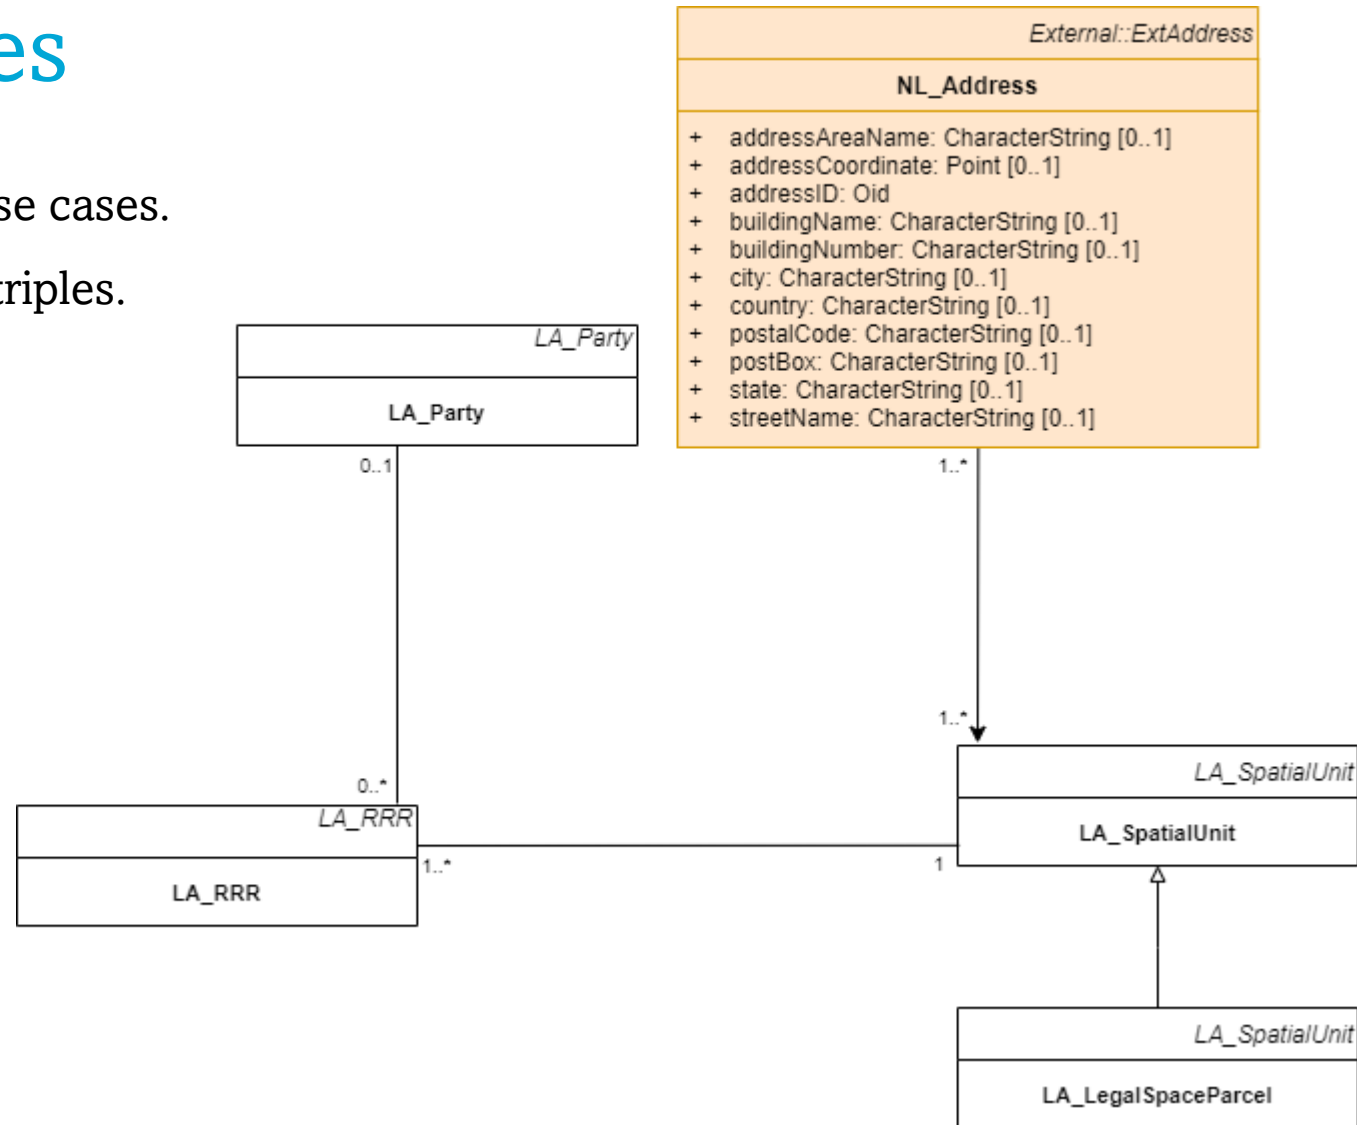 es
se cases.
triples.
External::ExtAddress
NL_Address
+ addressAreaName: CharacterString [0..1]
+ addressCoordinate: Point [0..1]
+ addressID: Oid
+ buildingName: CharacterString [0..1]
+ buildingNumber: CharacterString [0..1]
+ city: CharacterString [0..1]
+ country: CharacterString [0..1]
+ postalCode: CharacterString [0..1]
+ postBox: CharacterString [0..1]
+ state: CharacterString [0..1]
+ streetName: CharacterString [0..1]
LA_Party
LA_Party
0..1
1..*
1..*
0..*
LA_RRR
LA_RRR
1..*
1
LA_SpatialUnit
LA_SpatialUnit
LA_SpatialUnit
LA_LegalSpaceParcel